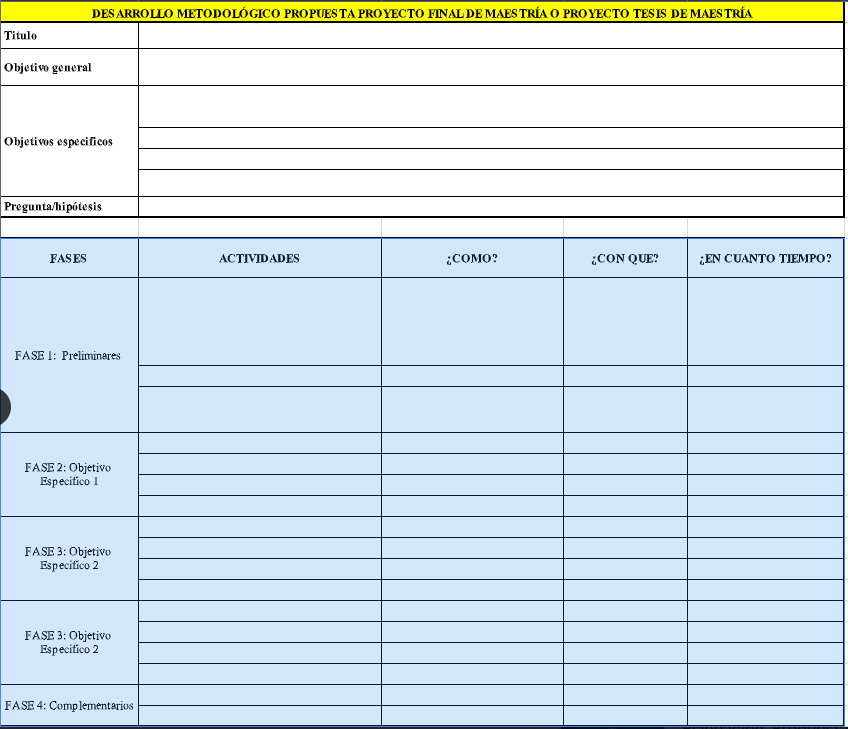 DESARROLLO METODOLÓGICO PROPUESTA PROYECTO FINAL DE MAESTRÍA O PROYECTO TESIS DE MAESTRÍA
Titulo
Objetivo general
Objetivos especificos
Pregunta/hipótesis
FASES ACTIVIDADES ¿COMO? ¿CON QUE? ¿EN CUANTO TIEMPO?
FASE 1: Preliminares
FASE 2: Objetivo
Especifico 1
FASE 3: Objetivo
Especifico 2
FASE 3: Objetivo
Especifico 2
FASE 4: Complementarios